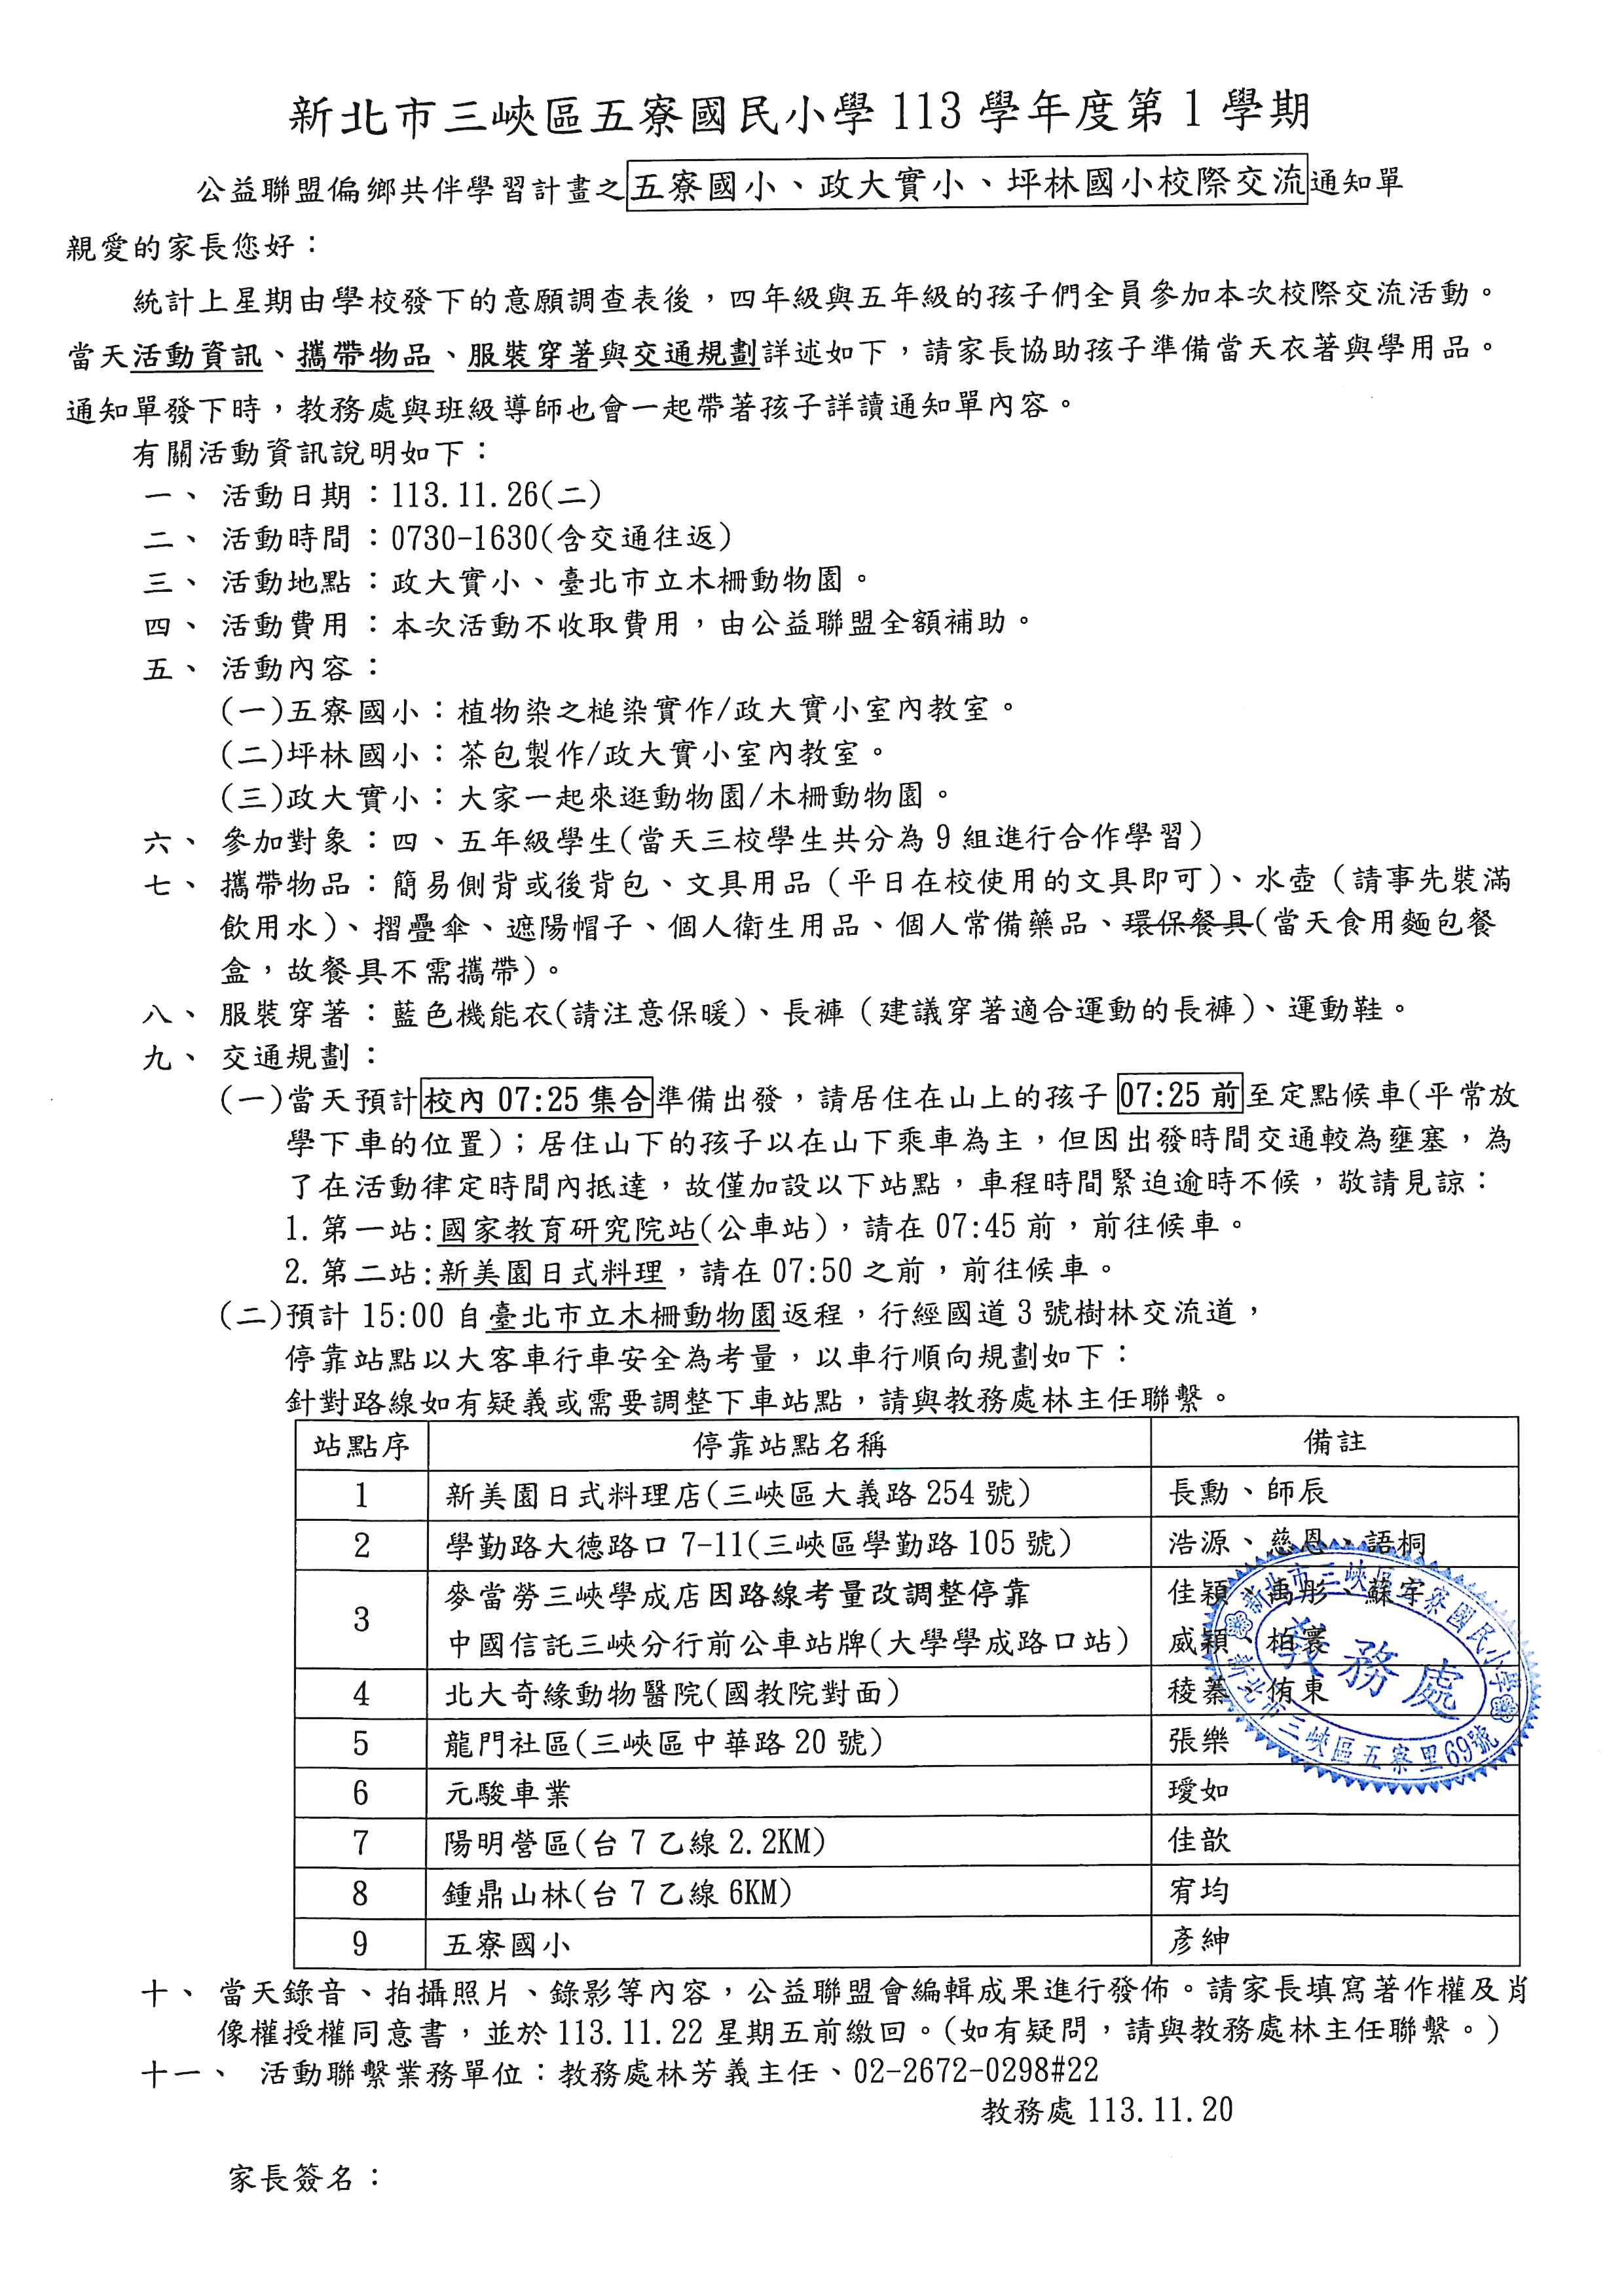 新北市三峽區五寮國民小學 113 學年度第 1 學期
公益聯盟偏鄉共伴學習計畫之五寮國小、政大實小、坪林國小校際交流通知單
親愛的家長您好：
統計上星期由學校發下的意願調查表後，四年級與五年級的孩子們全員參加本次校際交流活動。
當天活動資訊、攜帶物品、服裝穿著與交通規劃詳述如下，請家長協助孩子準備當天衣著與學用品。
通知單發下時，教務處與班級導師也會一起帶著孩子詳讀通知單內容。
有關活動資訊說明如下：
一、 活動日期：113.11.26(二)
二、 活動時間：0730-1630(含交通往返)
三、 活動地點：政大實小、臺北市立木柵動物園。
四、 活動費用：本次活動不收取費用，由公益聯盟全額補助。
五、 活動內容：
(一)五寮國小：植物染之槌染實作/政大實小室內教室。
(二)坪林國小：茶包製作/政大實小室內教室。
(三)政大實小：大家一起來逛動物園/木柵動物園。
六、 參加對象：四、五年級學生(當天三校學生共分為 9 組進行合作學習)
七、 攜帶物品：簡易側背或後背包、文具用品（平日在校使用的文具即可)、水壺（請事先裝滿
飲用水)、摺疊傘、遮陽帽子、個人衛生用品、個人常備藥品、環保餐具(當天食用麵包餐
盒，故餐具不需攜帶)。
八、 服裝穿著：藍色機能衣(請注意保暖)、長褲（建議穿著適合運動的長褲)、運動鞋。
九、 交通規劃：
(一)當天預計校內 07:25 集合準備出發，請居住在山上的孩子 07:25 前至定點候車(平常放
學下車的位置)；居住山下的孩子以在山下乘車為主，但因出發時間交通較為壅塞，為
了在活動律定時間內抵達，故僅加設以下站點，車程時間緊迫逾時不候，敬請見諒：
1. 第一站:國家教育研究院站(公車站)，請在 07:45 前，前往候車。
2. 第二站:新美園日式料理，請在 07:50 之前，前往候車。
(二)預計 15:00 自臺北市立木柵動物園返程，行經國道 3 號樹林交流道，
停靠站點以大客車行車安全為考量，以車行順向規劃如下：
針對路線如有疑義或需要調整下車站點，請與教務處林主任聯繫。
站點序 停靠站點名稱 備註
1 新美園日式料理店(三峽區大義路 254 號) 長勳、師辰
2 學勤路大德路口 7-11(三峽區學勤路 105 號) 浩源、慈恩、語桐
3 麥當勞三峽學成店因路線考量改調整停靠 佳穎、禹彤、蘇宇
中國信託三峽分行前公車站牌(大學學成路口站) 威穎、柏寰
4 北大奇緣動物醫院(國教院對面) 稜蓁、侑東
5 龍門社區(三峽區中華路 20 號) 張樂
6 元駿車業 璦如
7 陽明營區(台 7 乙線 2.2KM) 佳歆
8 鍾鼎山林(台 7 乙線 6KM) 宥均
9 五寮國小 彥紳
新北市三峽區五寮國民小學
教務處
新北市三峽區五寮里69號
十、 當天錄音、拍攝照片、錄影等內容，公益聯盟會編輯成果進行發佈。請家長填寫著作權及肖
像權授權同意書，並於 113.11.22 星期五前繳回。(如有疑問，請與教務處林主任聯繫。)
十一、 活動聯繫業務單位：教務處林芳義主任、02-2672-0298#22
教務處 113.11.20
家長簽名：